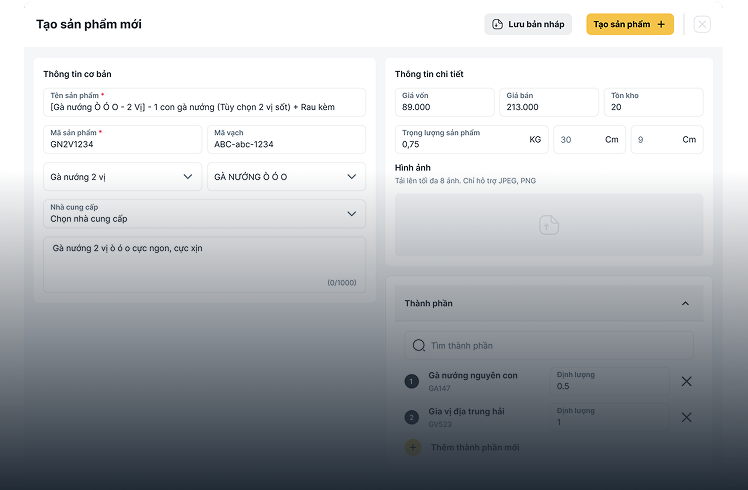 Tạo sản phẩm mới
Lưu bản nháp
Tạo sản phẩm +
Thông tin cơ bản
Tên sản phẩm *
[Gà nướng Ò Ó O - 2 Vị] - 1 con gà nướng (Tùy chọn 2 vị sốt) + Rau kèm
Mã sản phẩm *
GN2V1234
Mã vạch
ABC-abc-1234
Gà nướng 2 vị
GÀ NƯỚNG Ò Ó O
Nhà cung cấp
Chọn nhà cung cấp
Gà nướng 2 vị ò ó o cực ngon, cực xịn
(0/1000)
Thông tin chi tiết
Giá vốn
89.000
Giá bán
213.000
Tồn kho
20
Trọng lượng sản phẩm
0,75 KG
30 Cm
9 Cm
Hình ảnh
Tải lên tối đa 8 ảnh. Chỉ hỗ trợ JPEG, PNG
Thành phần
Tìm thành phần
1
Gà nướng nguyên con
GA147
Định lượng
0.5
2
Gia vị địa trung hải
Định lượng
1
+ Thêm thành phần mới